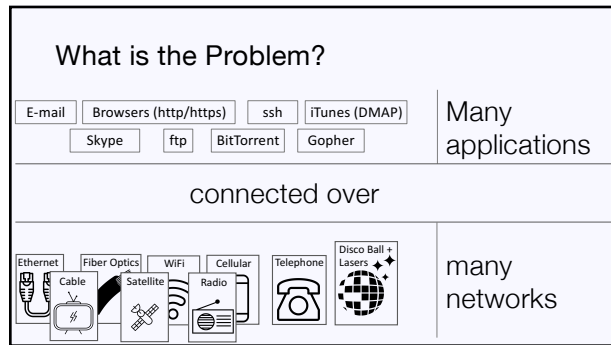 What is the Problem?
E-mail
Browsers (http/https)
ssh
iTunes (DMAP)
Skype
ftp
BitTorrent
Gopher
Many
applications
connected over
Ethernet
Fiber Optics
WiFi
Cellular
Telephone
Disco Ball +
Lasers
Cable
Satellite
Radio
many
networks